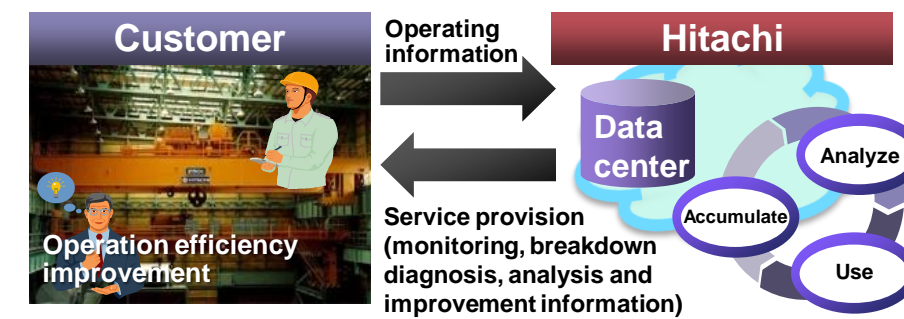 Customer
Operating
information
Hitachi
Data
center
Analyze
Accumulate
Use
Operation efficiency
improvement
Service provision
(monitoring, breakdown
diagnosis, analysis and
improvement information)